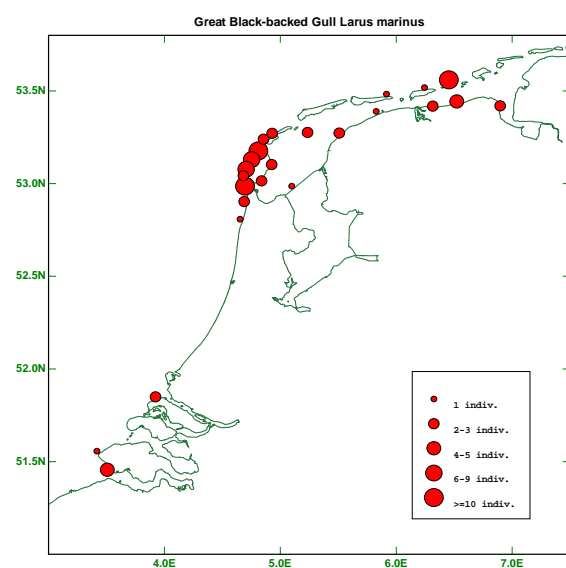 Great Black-backed Gull Larus marinus
53.5N
53.0N
52.5N
52.0N
51.5N
1 indiv.
2-3 indiv.
4-5 indiv.
6-9 indiv.
>=10 indiv.
4.0E 5.0E 6.0E 7.0E